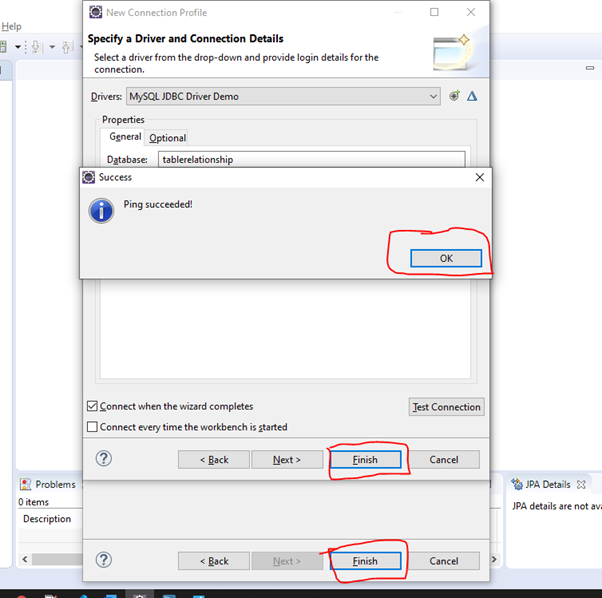 New Connection Profile
Help
Specify a Driver and Connection Details
Select a driver from the drop-down and provide login details for the
connection.
Drivers: MySQL JDBC Driver Demo
Properties
General Optional
Database: tablerelationship
Success
Ping succeeded!
OK
Connect when the wizard completes
Test Connection
Connect every time the workbench is started
< Back Next > Finish Cancel
Problems
JPA Details
0 items
JPA details are not ava
Description
< Back Next > Finish Cancel